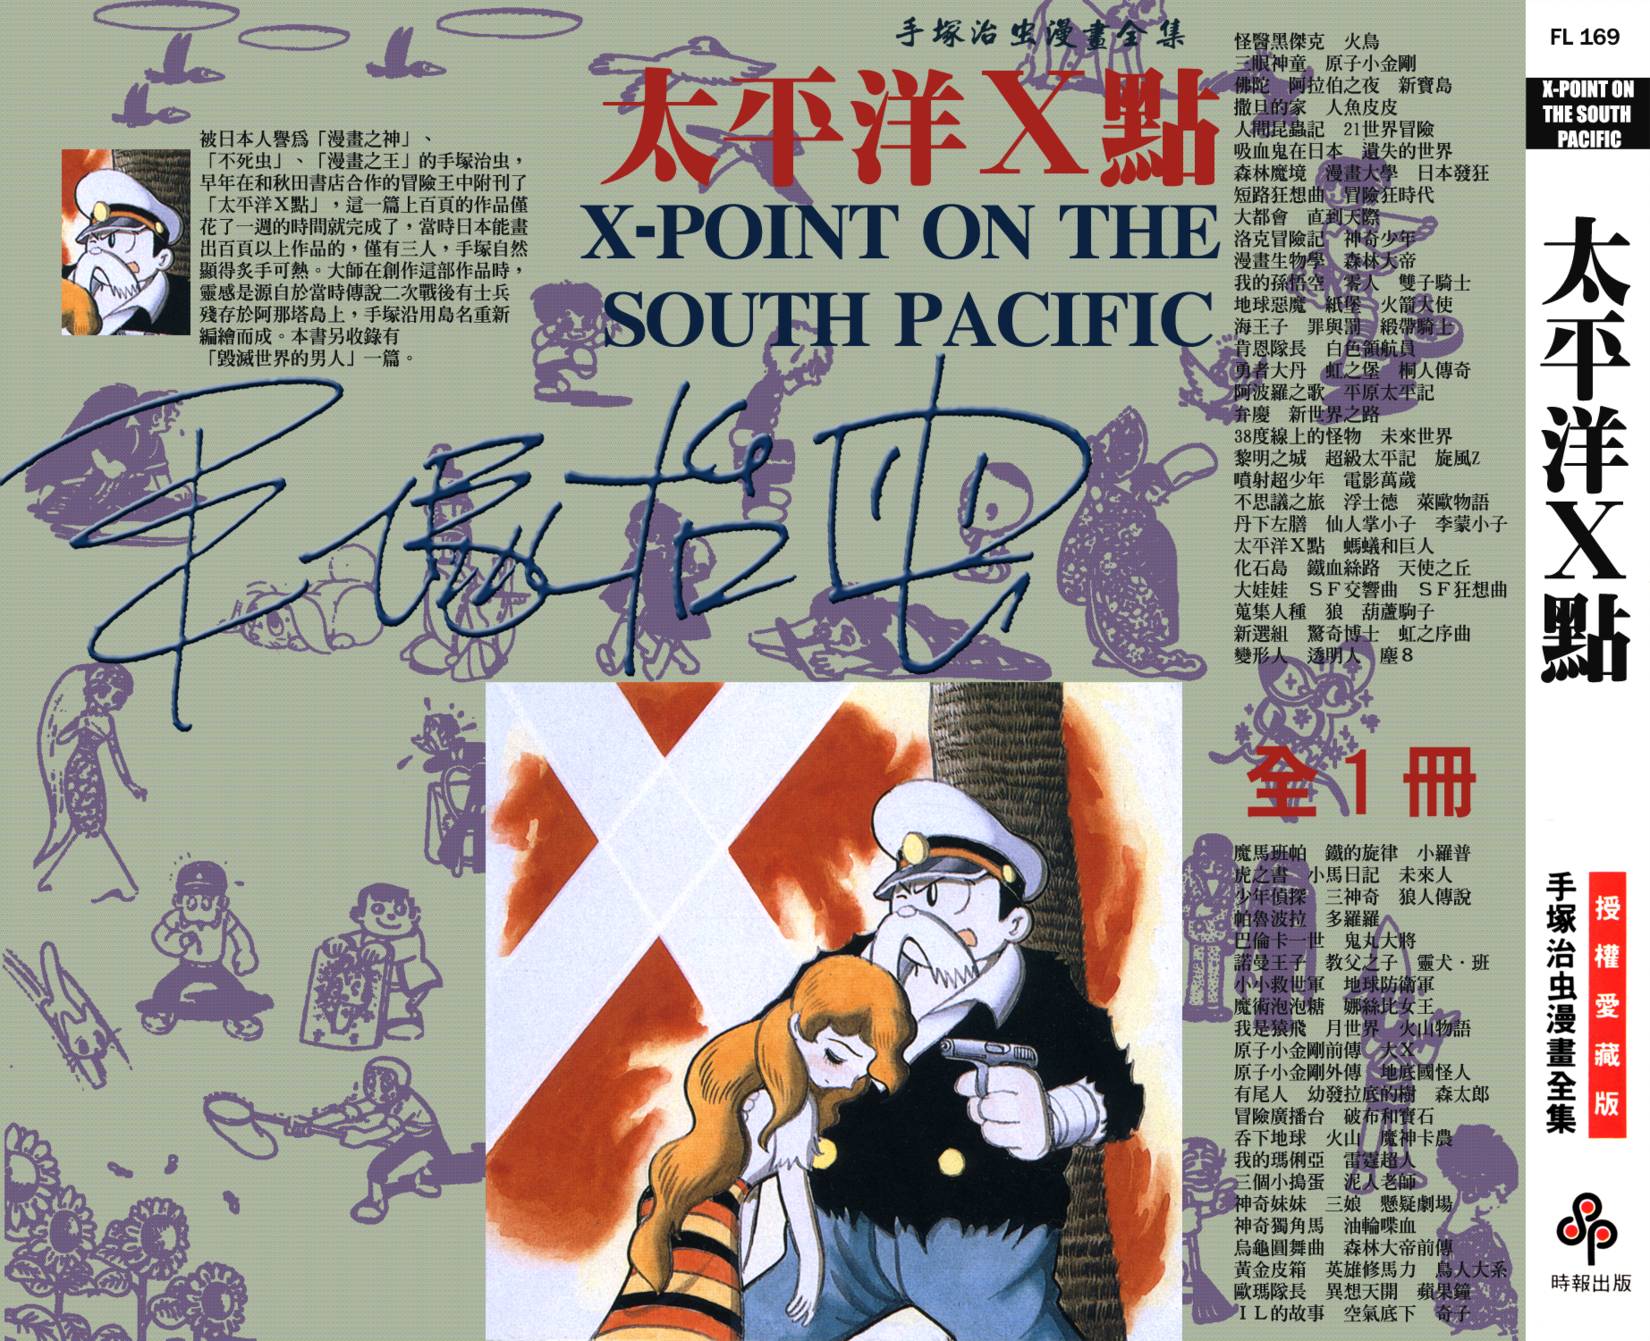 手塚治虫漫畫全集
太平洋X點
X-POINT ON THE
SOUTH PACIFIC
被日本人譽爲「漫畫之神」、
「不死虫」、「漫畫之王」的手塚治虫，
早年在和秋田書店合作的冒險王中附刊了
「太平洋X點」，這一篇上百頁的作品僅
花了一週的時間就完成了，當時日本能畫
出百頁以上作品的，僅有三人，手塚自然
顯得炙手可熱。大師在創作這部作品時，
靈感是源自於當時傳說二次戰後有士兵
殘存於阿那塔島上，手塚沿用島名重新
編繪而成。本書另收錄有
「毀滅世界的男人」一篇。
手塚治虫
怪醫黑傑克 火鳥
三眼神童 原子小金剛
佛陀 阿拉伯之夜 新寶島
撒旦的家 人魚皮皮
人間昆蟲記 21世界冒險
吸血鬼在日本 遺失的世界
森林魔境 漫畫大學 日本發狂
短路狂想曲 冒險狂時代
大都會 直到天際
洛克冒險記 神奇少年
漫畫生物學 森林大帝
我的孫悟空 零人 雙子騎士
地球惡魔 紙堡 火箭大使
海王子 罪與罰 緞帶騎士
肯恩隊長 白色領航員
勇者大丹 虹之堡 桐人傳奇
阿波羅之歌 平原太平記
弁慶 新世界之路
38度線上的怪物 未來世界
黎明之城 超級太平記 旋風Z
噴射超少年 電影萬歲
不思議之旅 浮士德 萊歐物語
丹下左膳 仙人掌小子 李蒙小子
太平洋X點 螞蟻和巨人
化石島 鐵血絲路 天使之丘
大娃娃 SF交響曲 SF狂想曲
蒐集人種 狼 葫蘆駒子
新選組 驚奇博士 虹之序曲
變形人 透明人 塵8
全1冊
魔馬班帕 鐵的旋律 小羅普
虎之書 小馬日記 未來人
少年偵探 三神奇 狼人傳說
帕魯波拉 多羅羅
巴倫卡一世 鬼丸大將
諾曼王子 教父之子 靈犬·班
小小救世軍 地球防衛軍
魔術泡泡糖 娜絲比女王
我是猿飛 月世界 火山物語
原子小金剛前傳 大X
原子小金剛外傳 地底國怪人
有尾人 幼發拉底的樹 森太郎
冒險廣播台 破布和寶石
吞下地球 火山 魔神卡農
我的瑪俐亞 雷霆超人
三個小搗蛋 泥人老師
神奇妹妹 三娘 懸疑劇場
神奇獨角馬 油輪喋血
烏龜圓舞曲 森林大帝前傳
黃金皮箱 英雄修馬力 鳥人大系
歐瑪隊長 異想天開 蘋果鐘
IL的故事 空氣底下 奇子
FL 169
X-POINT ON
THE SOUTH
PACIFIC
太平洋X點
手塚治虫漫畫全集
授權愛藏版
時報出版